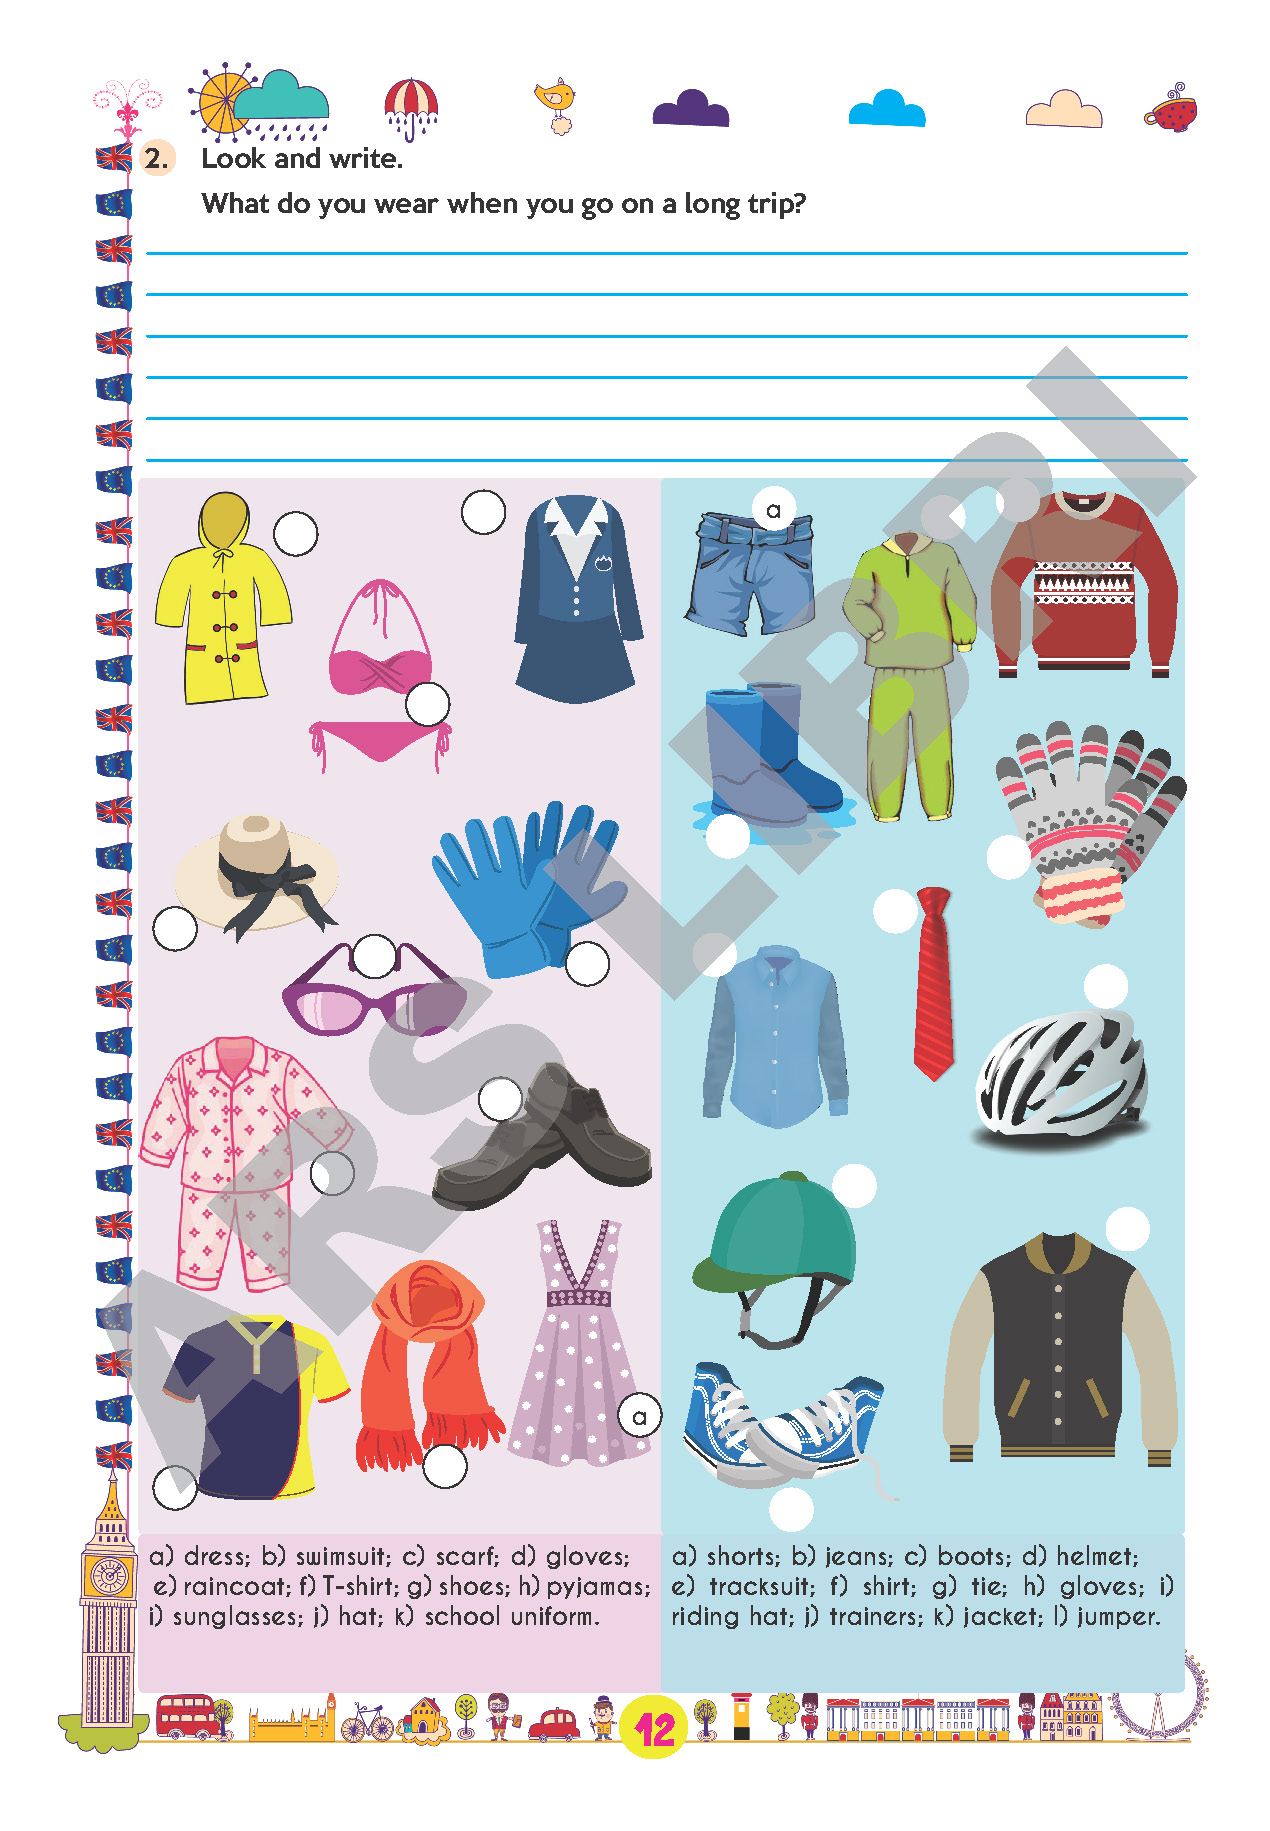 2. Look and write.
What do you wear when you go on a long trip?
a
a
a) dress; b) swimsuit; c) scarf; d) gloves;
e) raincoat; f) T-shirt; g) shoes; h) pyjamas;
i) sunglasses; j) hat; k) school uniform.
a) shorts; b) jeans; c) boots; d) helmet;
e) tracksuit; f) shirt; g) tie; h) gloves; i)
riding hat; j) trainers; k) jacket; l) jumper.
12
ARS LIBRI